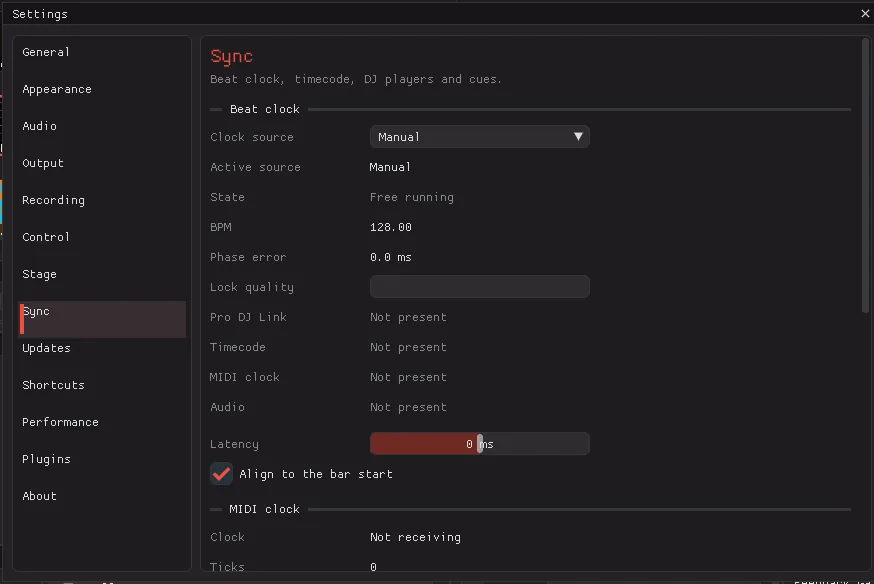 Settings
General
Appearance
Audio
Output
Recording
Control
Stage
Sync
Updates
Shortcuts
Performance
Plugins
About
Sync
Beat clock, timecode, DJ players and cues.
Beat clock
Clock source Manual
Active source Manual
State Free running
BPM 128.00
Phase error 0.0 ms
Lock quality
Pro DJ Link Not present
Timecode Not present
MIDI clock Not present
Audio Not present
Latency 0 ms
Align to the bar start
MIDI clock
Clock Not receiving
Ticks 0